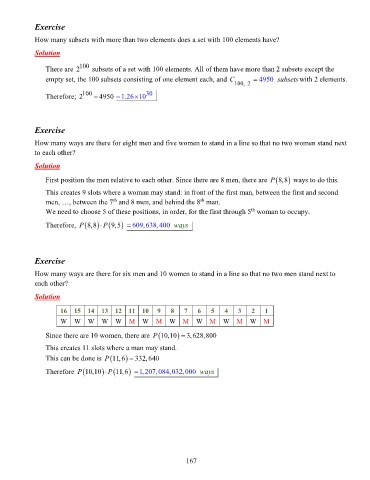 Exercise
How many subsets with more than two elements does a set with 100 elements have?
Solution
There are 2^100 subsets of a set with 100 elements. All of them have more than 2 subsets except the
empty set, the 100 subsets consisting of one element each, and C_100, 2 = 4950 subsets with 2 elements.
Therefore; 2^100 − 4950 = 1.26×10^30
Exercise
How many ways are there for eight men and five women to stand in a line so that no two women stand next
to each other?
Solution
First position the men relative to each other. Since there are 8 men, there are P(8,8) ways to do this.
This creates 9 slots where a woman may stand: in front of the first man, between the first and second
men, …, between the 7th and 8 men, and behind the 8th man.
We need to choose 5 of these positions, in order, for the first through 5th woman to occupy.
Therefore, P(8,8)·P(9,5) = 609,638,400 ways
Exercise
How many ways are there for six men and 10 women to stand in a line so that no two men stand next to
each other?
Solution
16 15 14 13 12 11 10 9 8 7 6 5 4 3 2 1
W W W W W M W M W M W M W M W M
Since there are 10 women, there are P(10,10) = 3,628,800
This creates 11 slots where a man may stand.
This can be done is P(11,6) = 332,640
Therefore P(10,10)·P(11,6) = 1,207,084,032,000 ways
167